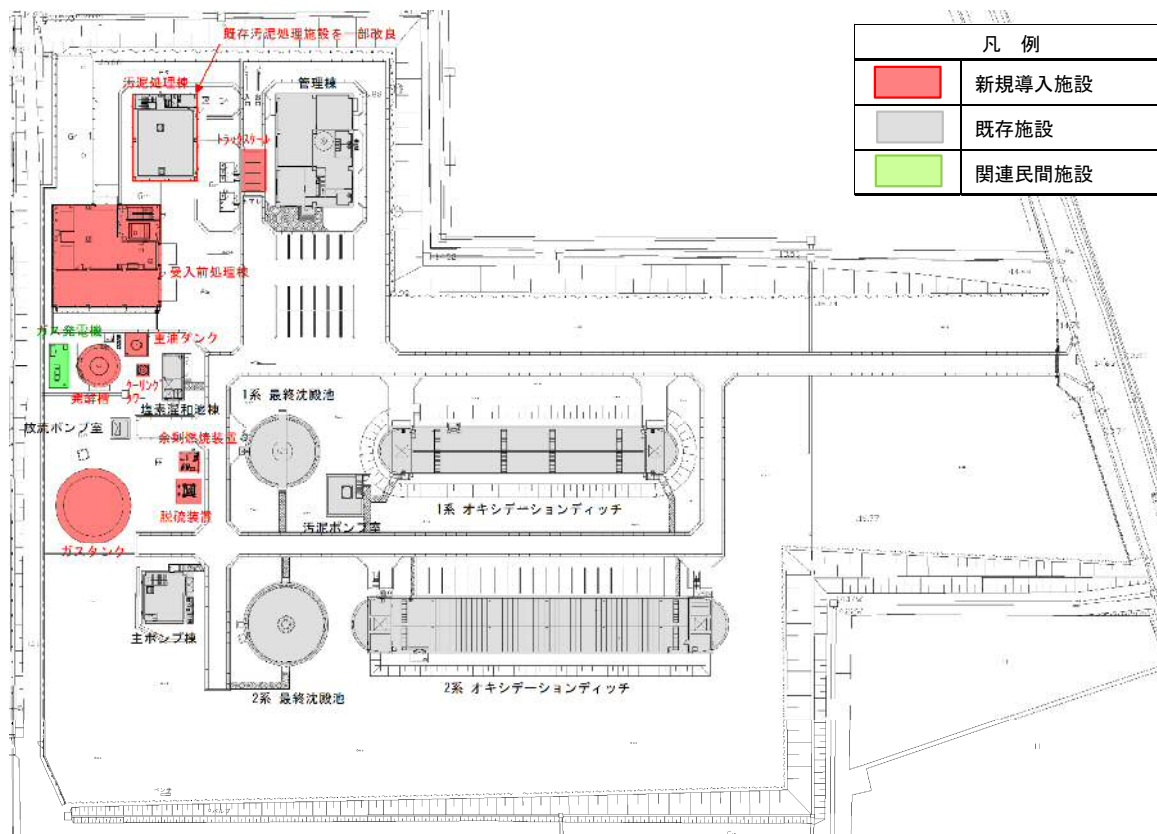 既存汚泥処理施設を一部改良
凡 例
新規導入施設
既存施設
関連民間施設
汚泥処理棟
管理棟
トラックスケール
受入前処理棟
ガス発電機
重油タンク
発酵槽
クーリング
タワー
塩素混和池棟
放流ポンプ室
1系 最終沈殿池
余剰燃焼装置
脱硫装置
汚泥ポンプ室
1系 オキシデーションディッチ
ガスタンク
主ポンプ棟
2系 最終沈殿池
2系 オキシデーションディッチ